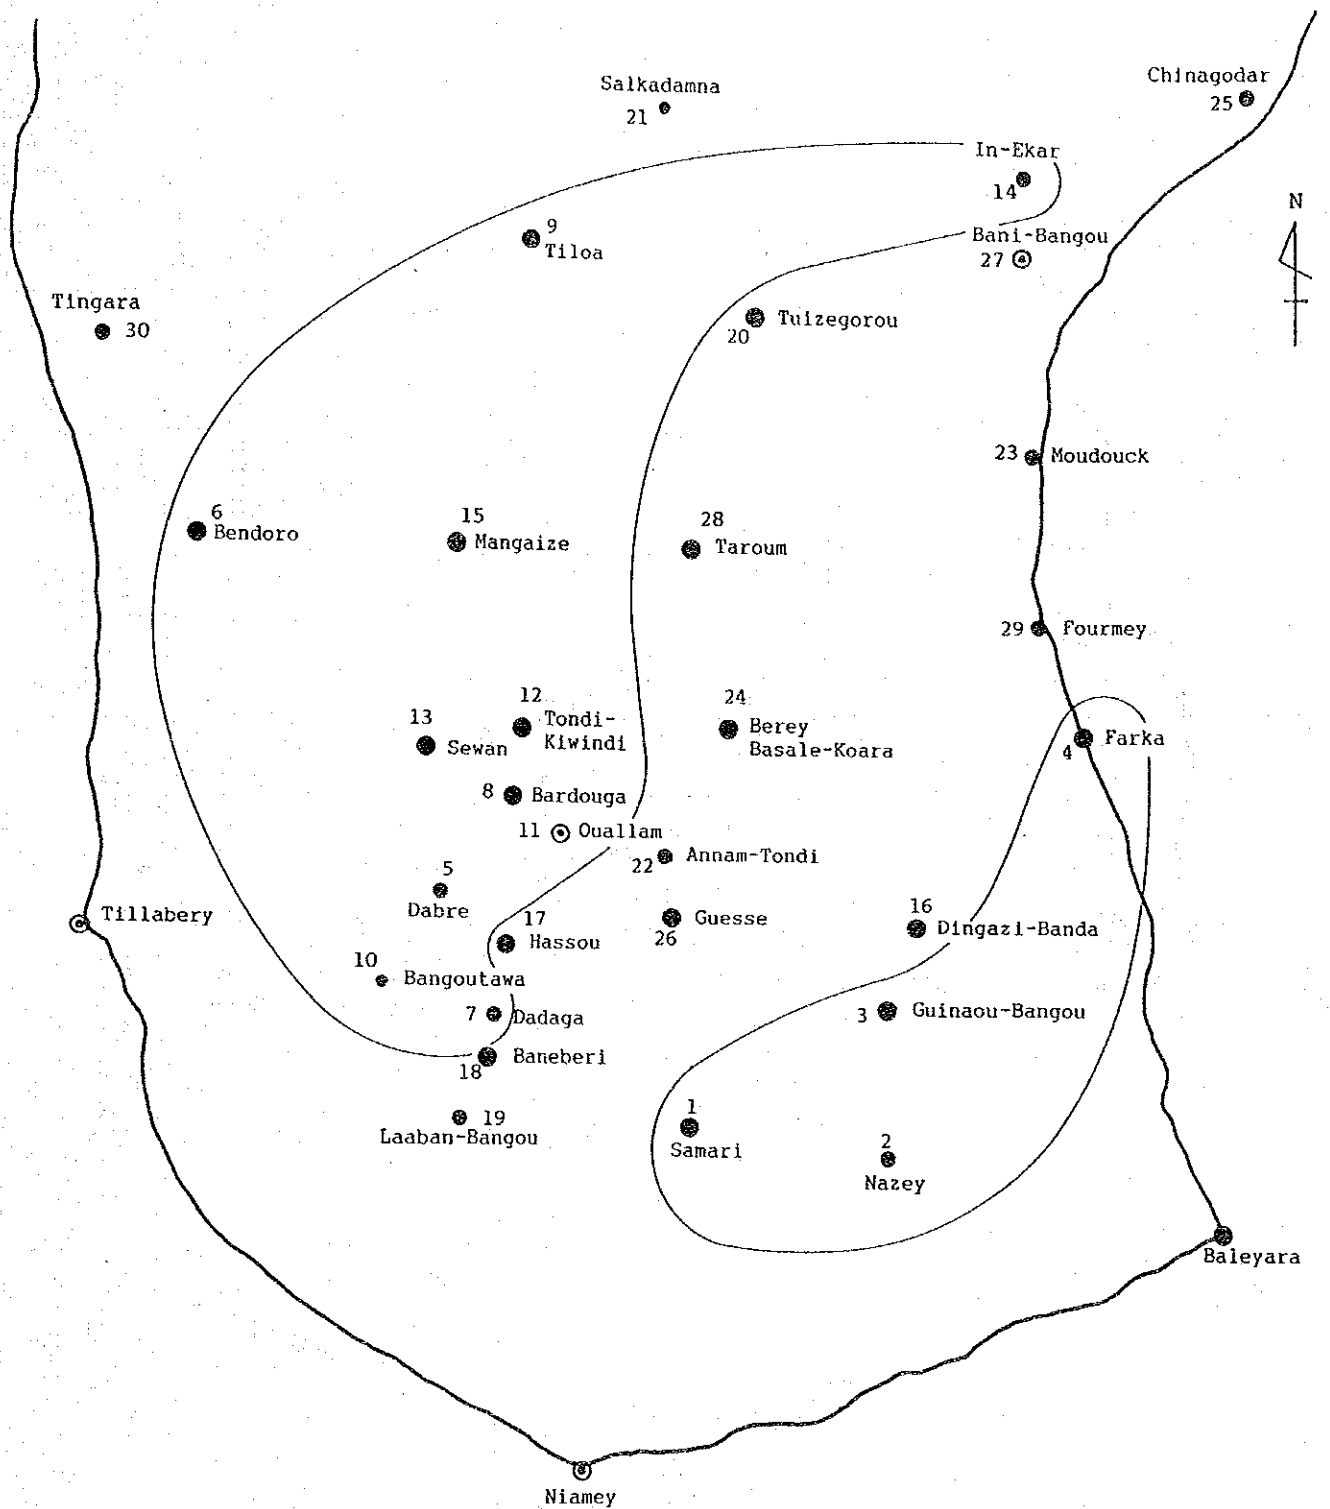 Salkadamna
21
Chinagodar
25
In-Ekar
14
N
9
Tiloa
Bani-Bangou
27
Tingara
30
20
Tuizegorou
23 Moudouck
6
Bendoro
15
Mangaize
28
Taroum
29 Fourmey
12
Tondi-
Kiwindi
13
Sewan
24
Berey
Basale-Koara
4
Farka
8 Bardouga
11 Ouallam
22 Annam-Tondi
5
Dabre
Tillabery
17
Hassou
26
Guesse
16
Dingazi-Banda
10
Bangoutawa
7 Dadaga
3 Guinaou-Bangou
18
Baneberi
19
Laaban-Bangou
1
Samari
2
Nazey
Baleyara
Niamey